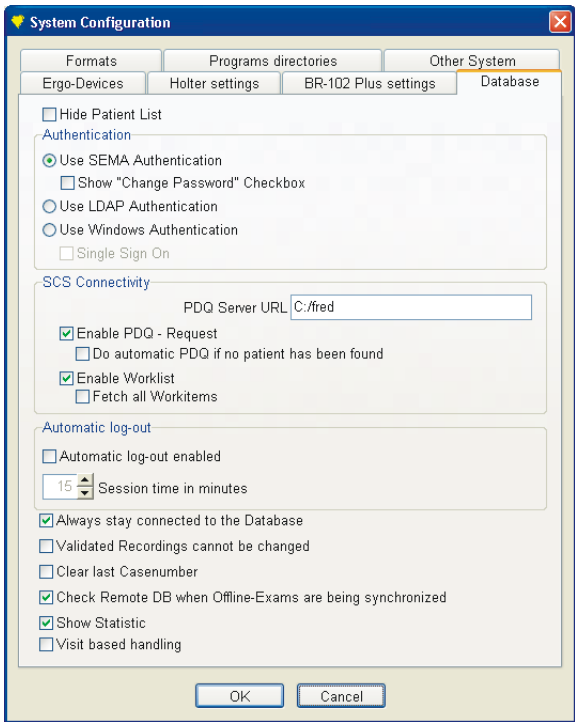 System Configuration
Formats Programs directories Other System
Ergo-Devices Holter settings BR-102 Plus settings Database
Hide Patient List
Authentication
Use SEMA Authentication
Show "Change Password" Checkbox
Use LDAP Authentication
Use Windows Authentication
Single Sign On
SCS Connectivity
PDQ Server URL C:/fred
Enable PDQ - Request
Do automatic PDQ if no patient has been found
Enable Worklist
Fetch all Workitems
Automatic log-out
Automatic log-out enabled
15 Session time in minutes
Always stay connected to the Database
Validated Recordings cannot be changed
Clear last Casenumber
Check Remote DB when Offline-Exams are being synchronized
Show Statistic
Visit based handling
OK Cancel